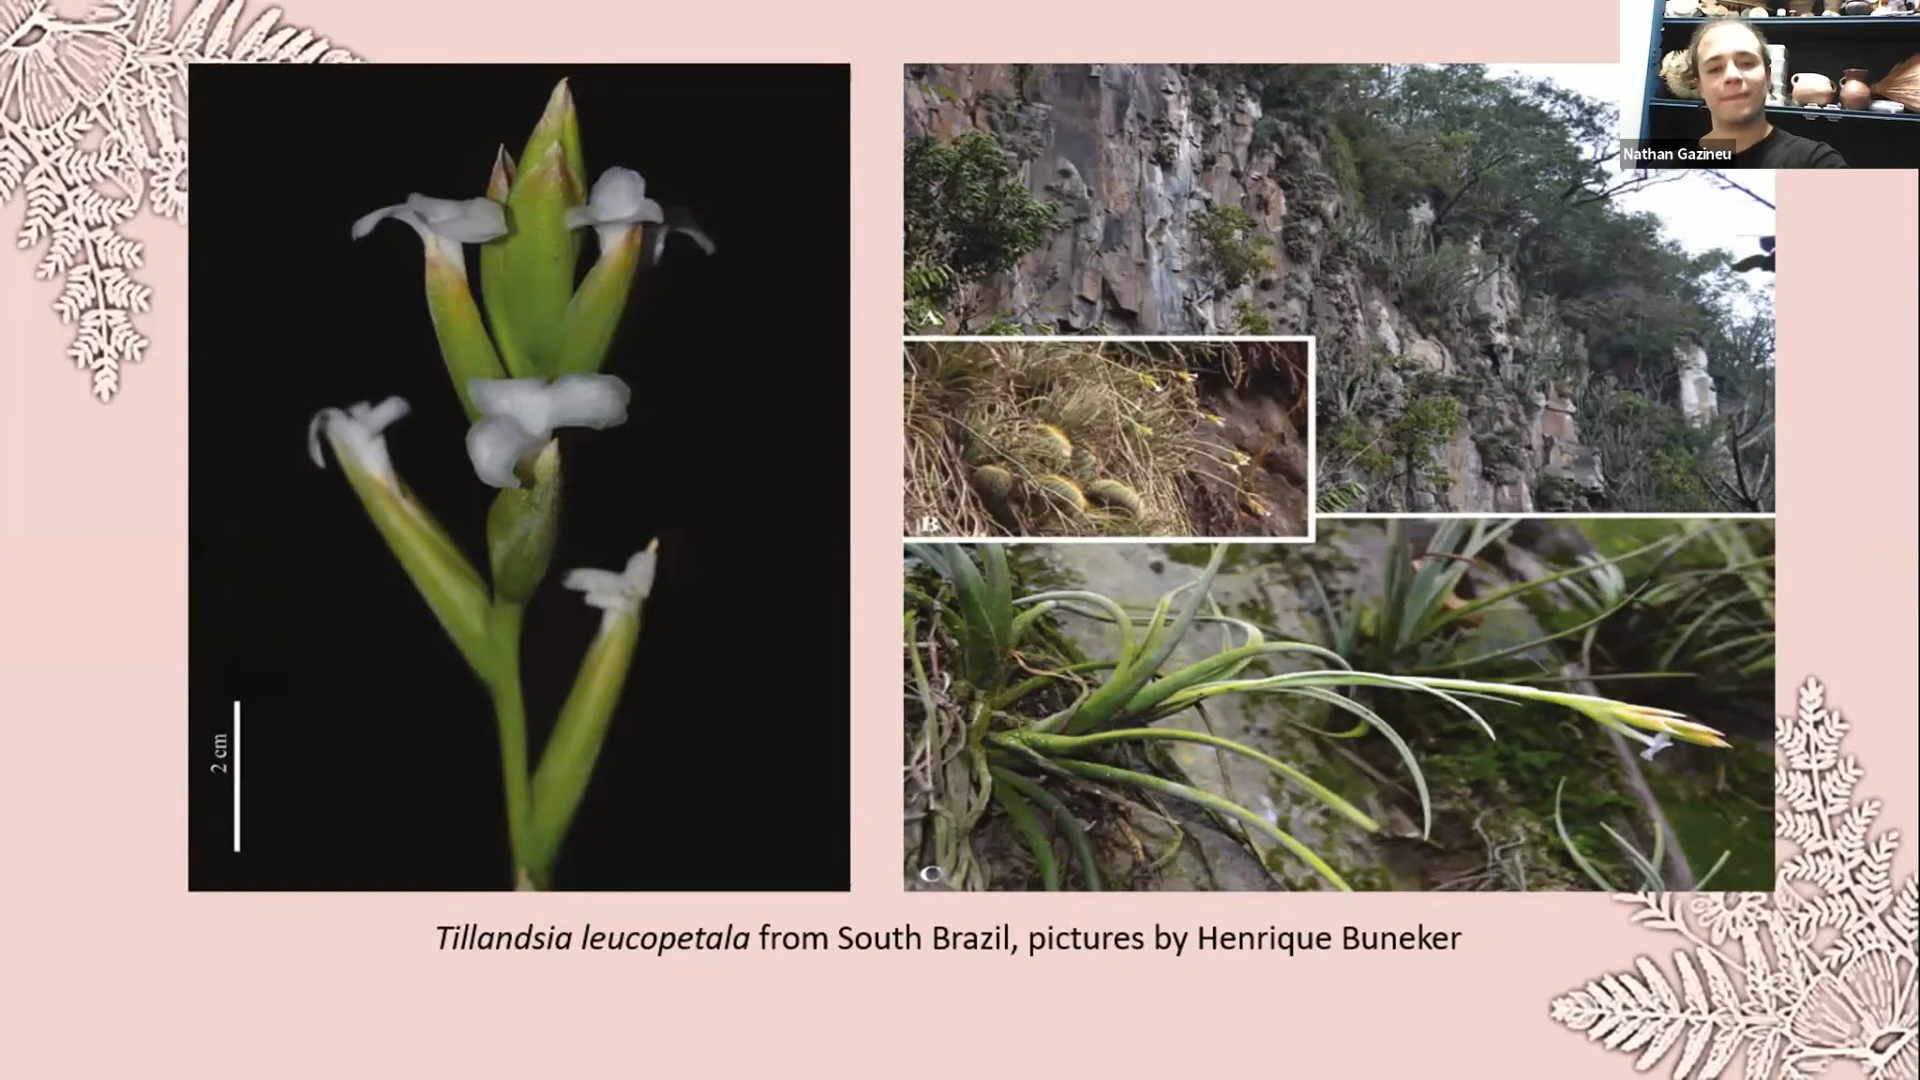 Nathan Gazineu
A
B
2 cm
C
Tillandsia leucopetala from South Brazil, pictures by Henrique Buneker